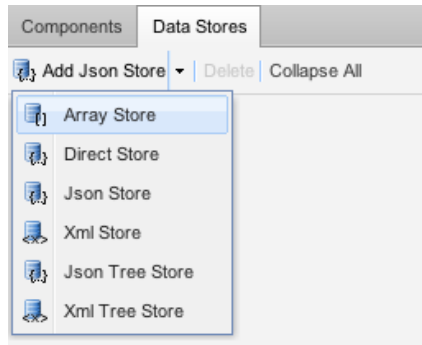 Components Data Stores
Add Json Store Delete Collapse All
Array Store
Direct Store
Json Store
Xml Store
Json Tree Store
Xml Tree Store